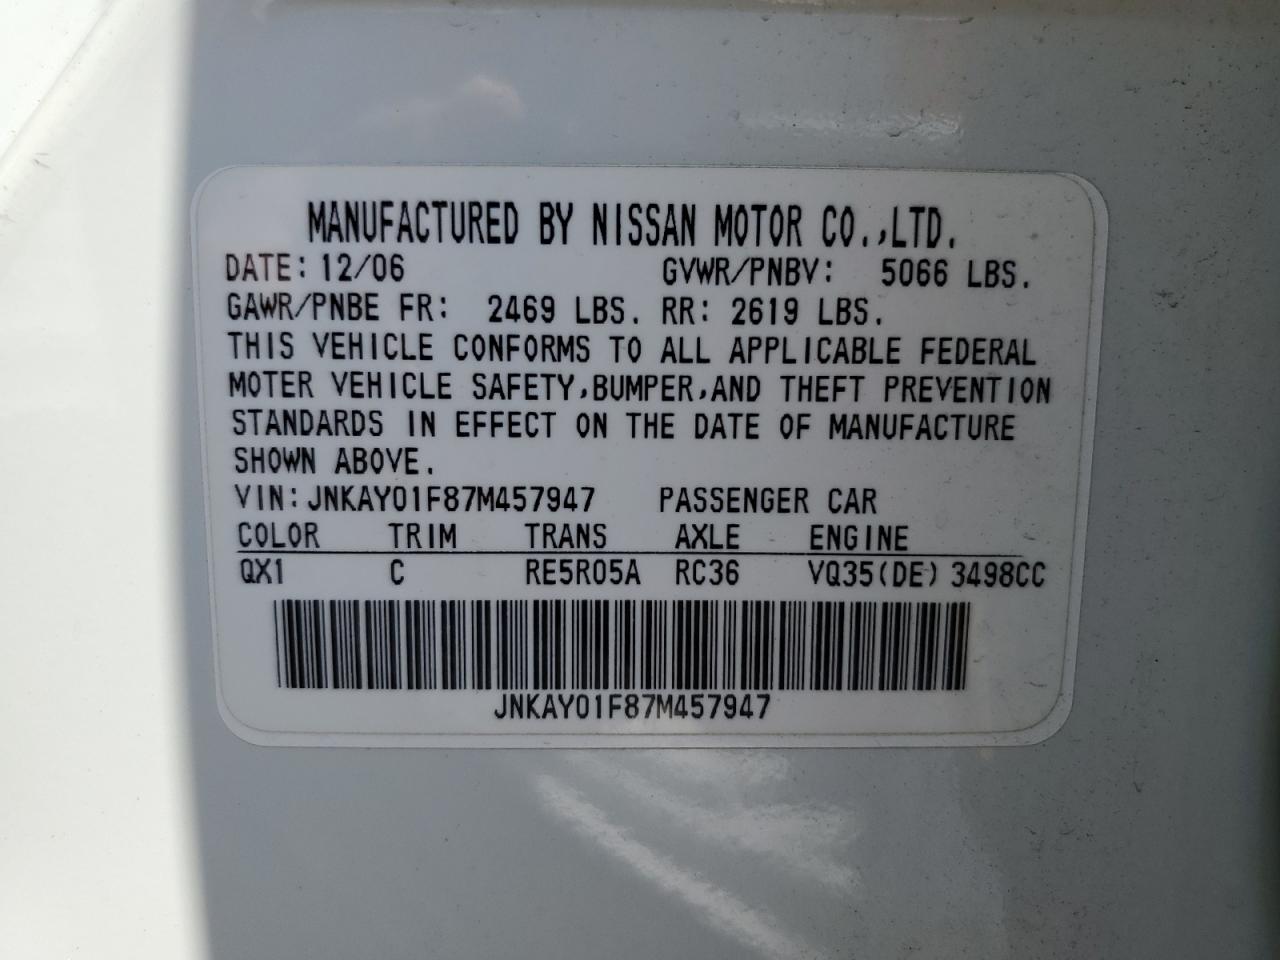 MANUFACTURED BY NISSAN MOTOR CO.,LTD.
DATE: 12/06 GVWR/PNBV: 5066 LBS.
GAWR/PNBE FR: 2469 LBS. RR: 2619 LBS.
THIS VEHICLE CONFORMS TO ALL APPLICABLE FEDERAL
MOTER VEHICLE SAFETY,BUMPER,AND THEFT PREVENTION
STANDARDS IN EFFECT ON THE DATE OF MANUFACTURE
SHOWN ABOVE.
VIN: JNKAY01F87M457947 PASSENGER CAR
COLOR TRIM TRANS AXLE ENGINE
QX1 C RE5R05A RC36 VQ35(DE) 3498CC
JNKAY01F87M457947